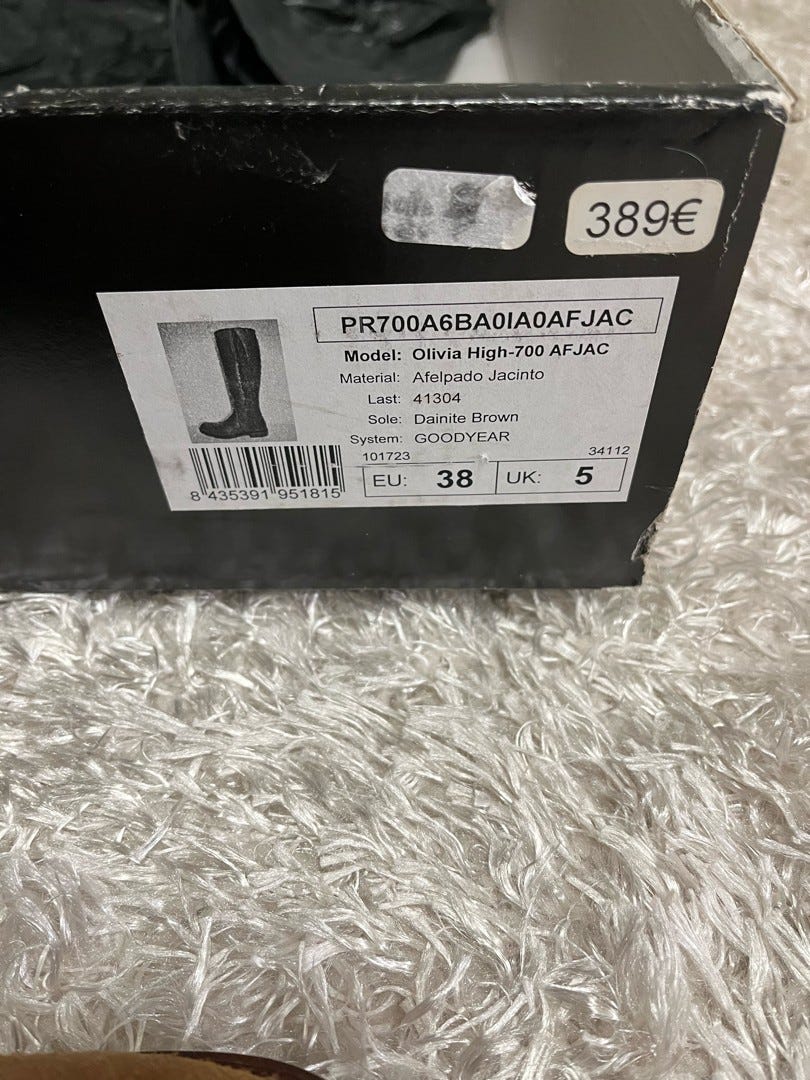 389€
PR700A6BA0IA0AFJAC
Model: Olivia High-700 AFJAC
Material: Afelpado Jacinto
Last: 41304
Sole: Dainite Brown
System: GOODYEAR
101723 34112
EU: 38 UK: 5
8 435391 951815